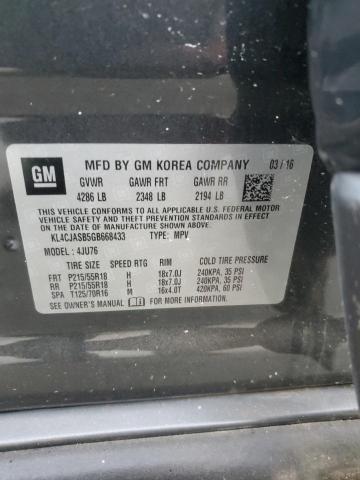 GM
MFD BY GM KOREA COMPANY 03/16
GVWR GAWR FRT GAWR RR
4286 LB 2348 LB 2194 LB
THIS VEHICLE CONFORMS TO ALL APPLICABLE U.S. FEDERAL MOTOR
VEHICLE SAFETY AND THEFT PREVENTION STANDARDS IN EFFECT
ON THE DATE OF MANUFACTURE SHOWN ABOVE.
KL4CJASB5GB668433 TYPE: MPV
MODEL: 4JU76
TIRE SIZE SPEED RTG RIM COLD TIRE PRESSURE
FRT P215/55R18 H 18x7.0J 240KPA, 35 PSI
RR P215/55R18 H 18x7.0J 240KPA, 35 PSI
SPA T125/70R16 M 16x4.0T 420KPA, 60 PSI
SEE OWNER'S MANUAL FOR MORE INFORMATION.